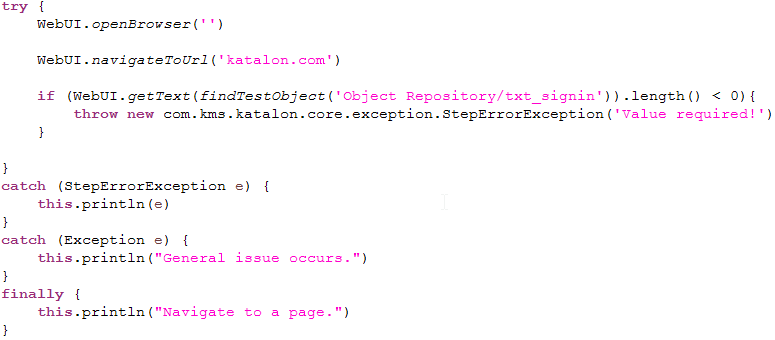 try {
WebUI.openBrowser('')
WebUI.navigateToUrl('katalon.com')
if (WebUI.getText(findTestObject('Object Repository/txt_signin')).length() < 0){
throw new com.kms.katalon.core.exception.StepErrorException('Value required!')
}
}
catch (StepErrorException e) {
this.println(e)
}
catch (Exception e) {
this.println("General issue occurs.")
}
finally {
this.println("Navigate to a page.")
}